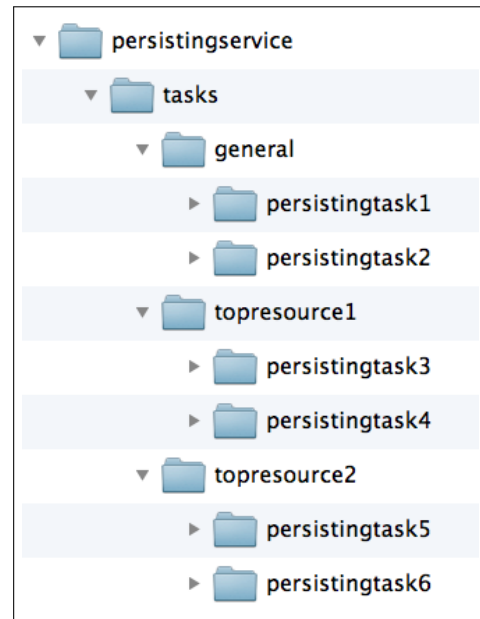 persistingservice
tasks
general
persistingtask1
persistingtask2
topresource1
persistingtask3
persistingtask4
topresource2
persistingtask5
persistingtask6